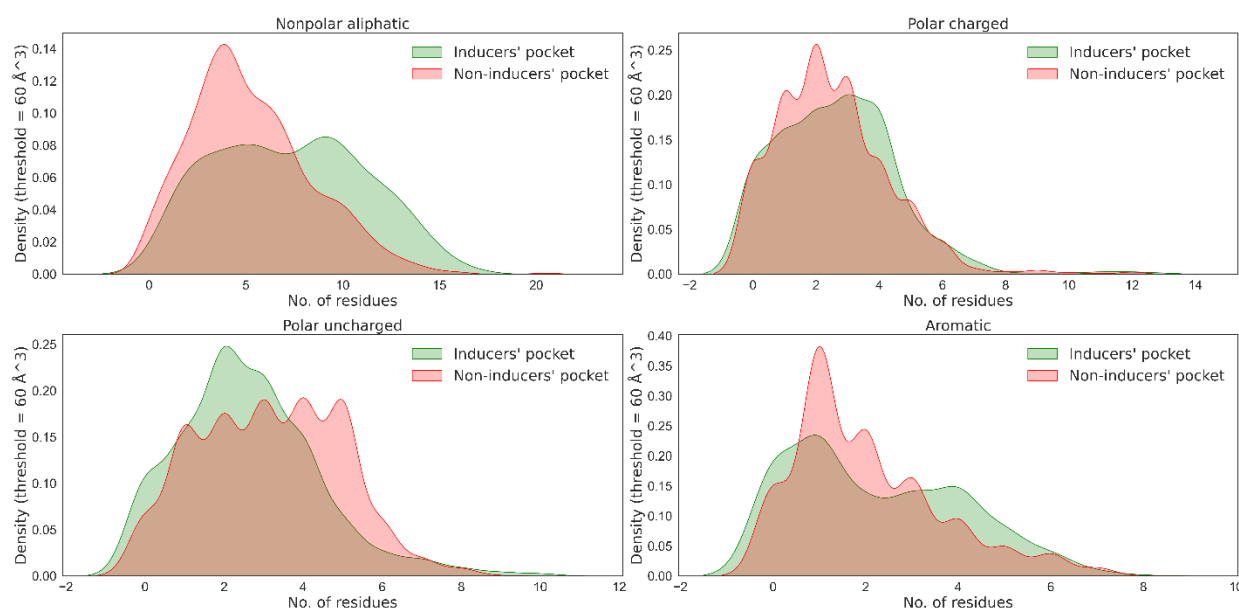 Nonpolar aliphatic
Density (threshold = 60 Å^3)
0.14
0.12
0.10
0.08
0.06
0.04
0.02
0.00
Inducers' pocket
Non-inducers' pocket
0 5 10 15 20
No. of residues
Polar charged
Density (threshold = 60 Å^3)
0.25
0.20
0.15
0.10
0.05
0.00
Inducers' pocket
Non-inducers' pocket
−2 0 2 4 6 8 10 12 14
No. of residues
Polar uncharged
Density (threshold = 60 Å^3)
0.25
0.20
0.15
0.10
0.05
0.00
Inducers' pocket
Non-inducers' pocket
−2 0 2 4 6 8 10 12
No. of residues
Aromatic
Density (threshold = 60 Å^3)
0.40
0.35
0.30
0.25
0.20
0.15
0.10
0.05
0.00
Inducers' pocket
Non-inducers' pocket
−2 0 2 4 6 8 10
No. of residues